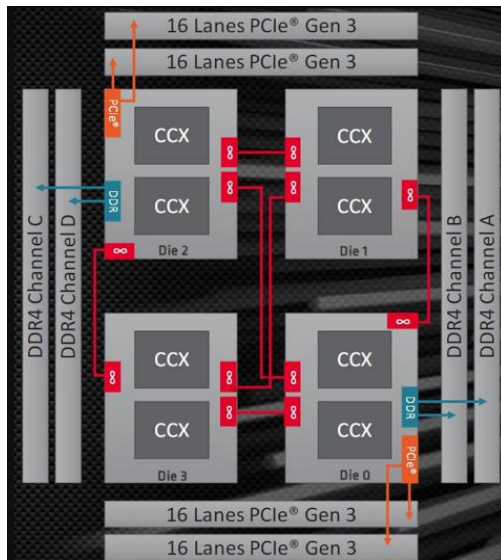 16 Lanes PCIe® Gen 3
16 Lanes PCIe® Gen 3
DDR4 Channel C
DDR4 Channel D
PCIe®
DDR
CCX
CCX
Die 2
∞
∞
∞
CCX
CCX
Die 1
∞
∞
∞
DDR4 Channel B
DDR4 Channel A
CCX
CCX
Die 3
∞
∞
∞
CCX
CCX
Die 0
∞
∞
∞
DDR
PCIe®
16 Lanes PCIe® Gen 3
16 Lanes PCIe® Gen 3